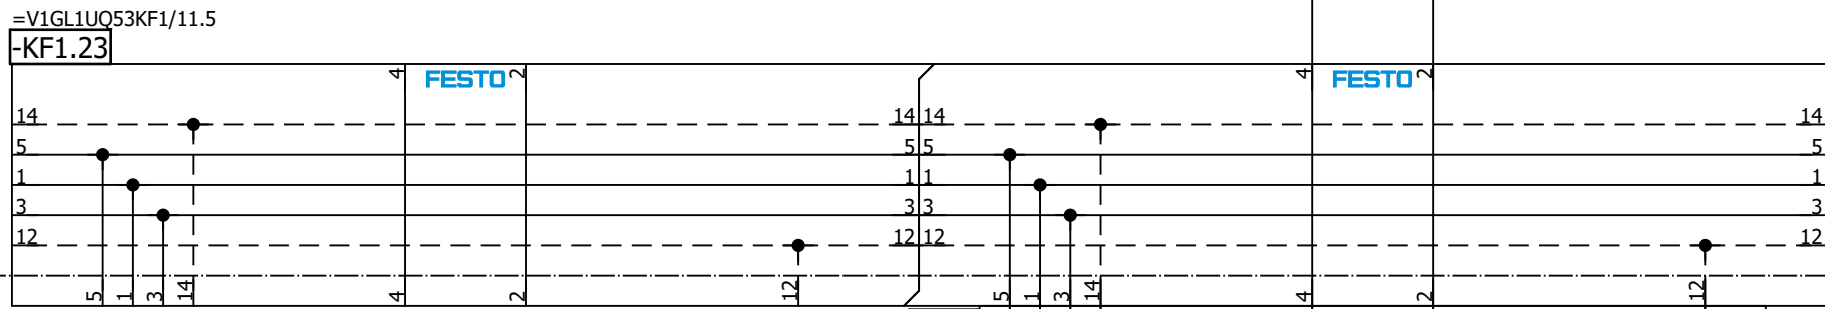 =V1GL1UQ53KF1/11.5
-KF1.23
4 FESTO 2 4 FESTO 2
14 14 14 14
5 5 5 5
1 1 1 1
3 3 3 3
12 12 12 12
5 1 3 14 4 2 12 5 1 3 14 4 2 12